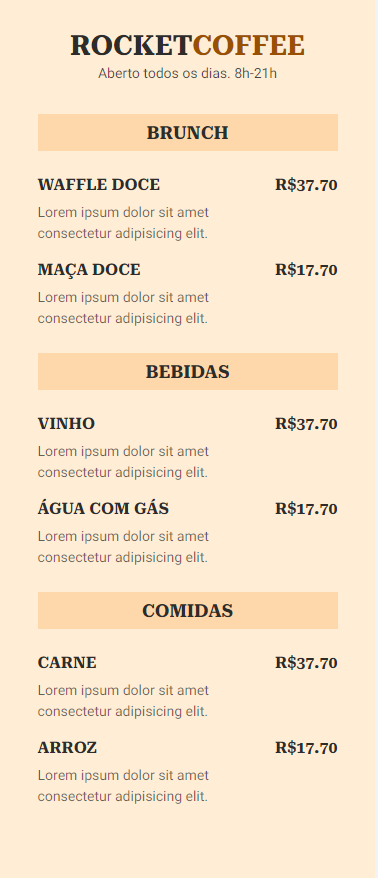 ROCKETCOFFEE
Aberto todos os dias. 8h-21h
BRUNCH
WAFFLE DOCE R$37.70
Lorem ipsum dolor sit amet
consectetur adipisicing elit.
MAÇA DOCE R$17.70
Lorem ipsum dolor sit amet
consectetur adipisicing elit.
BEBIDAS
VINHO R$37.70
Lorem ipsum dolor sit amet
consectetur adipisicing elit.
ÁGUA COM GÁS R$17.70
Lorem ipsum dolor sit amet
consectetur adipisicing elit.
COMIDAS
CARNE R$37.70
Lorem ipsum dolor sit amet
consectetur adipisicing elit.
ARROZ R$17.70
Lorem ipsum dolor sit amet
consectetur adipisicing elit.